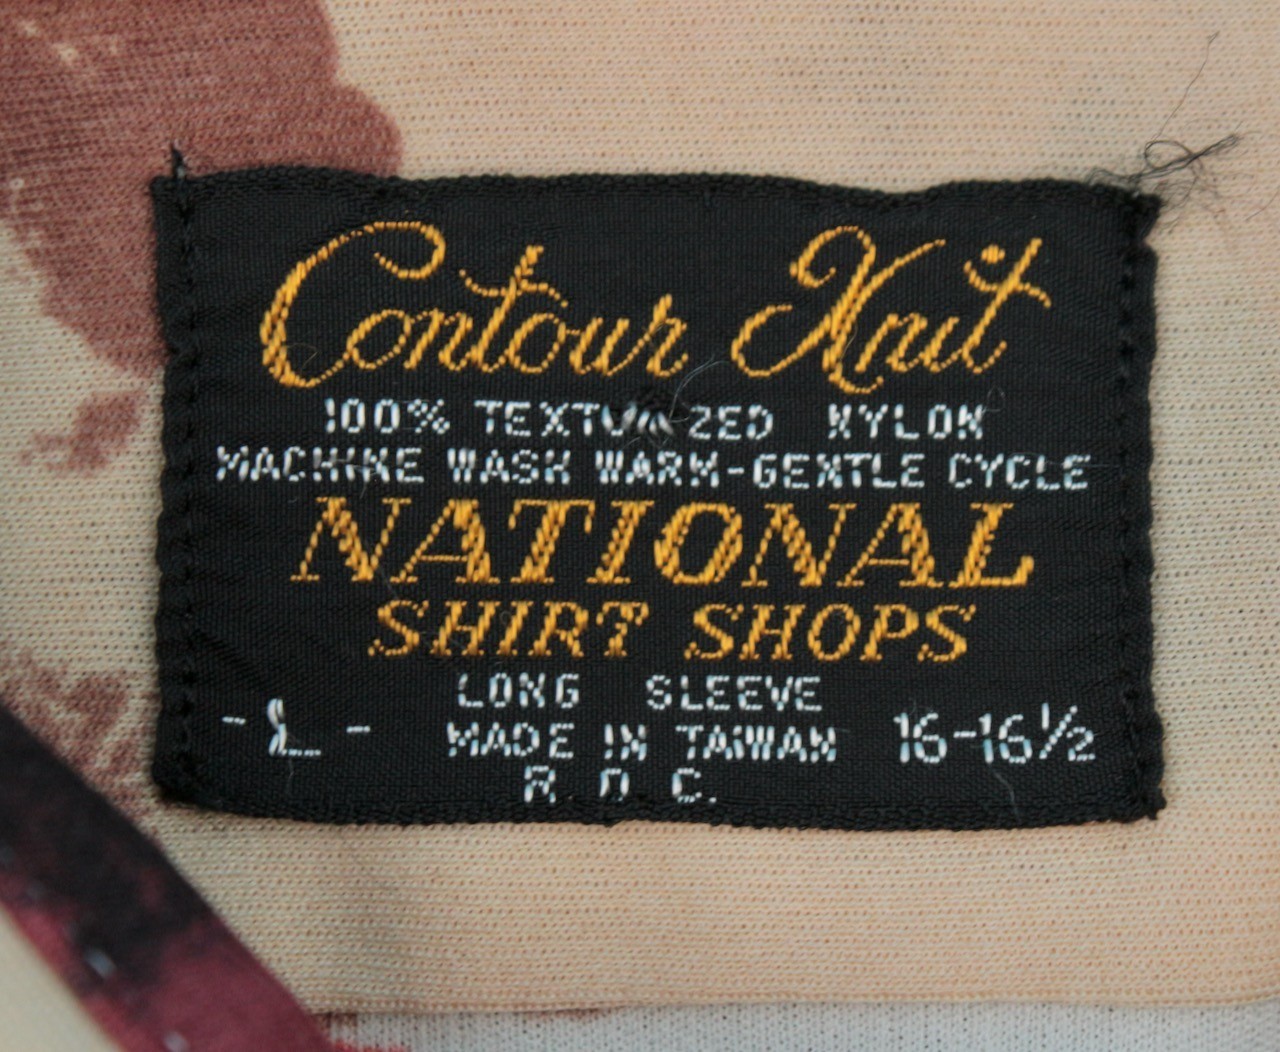 Contour Knit
100% TEXTURIZED NYLON
MACHINE WASH WARM-GENTLE CYCLE
NATIONAL
SHIRT SHOPS
LONG SLEEVE
-L- MADE IN TAIWAN 16-16½
R.O.C.